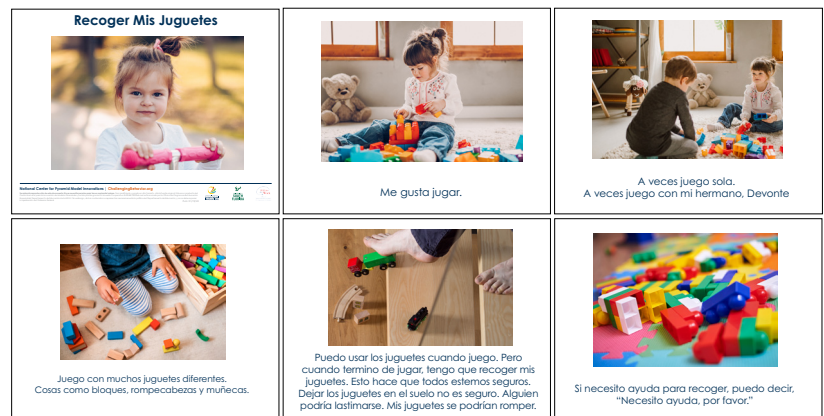 Recoger Mis Juguetes
National Center for Pyramid Model Innovations | ChallengingBehavior.org
Me gusta jugar.
A veces juego sola.
A veces juego con mi hermano, Devonte
Juego con muchos juguetes diferentes.
Cosas como bloques, rompecabezas y muñecas.
Puedo usar los juguetes cuando juego. Pero
cuando termino de jugar, tengo que recoger mis
juguetes. Esto hace que todos estemos seguros.
Dejar los juguetes en el suelo no es seguro. Alguien
podría lastimarse. Mis juguetes se podrían romper.
Si necesito ayuda para recoger, puedo decir,
“Necesito ayuda, por favor.”